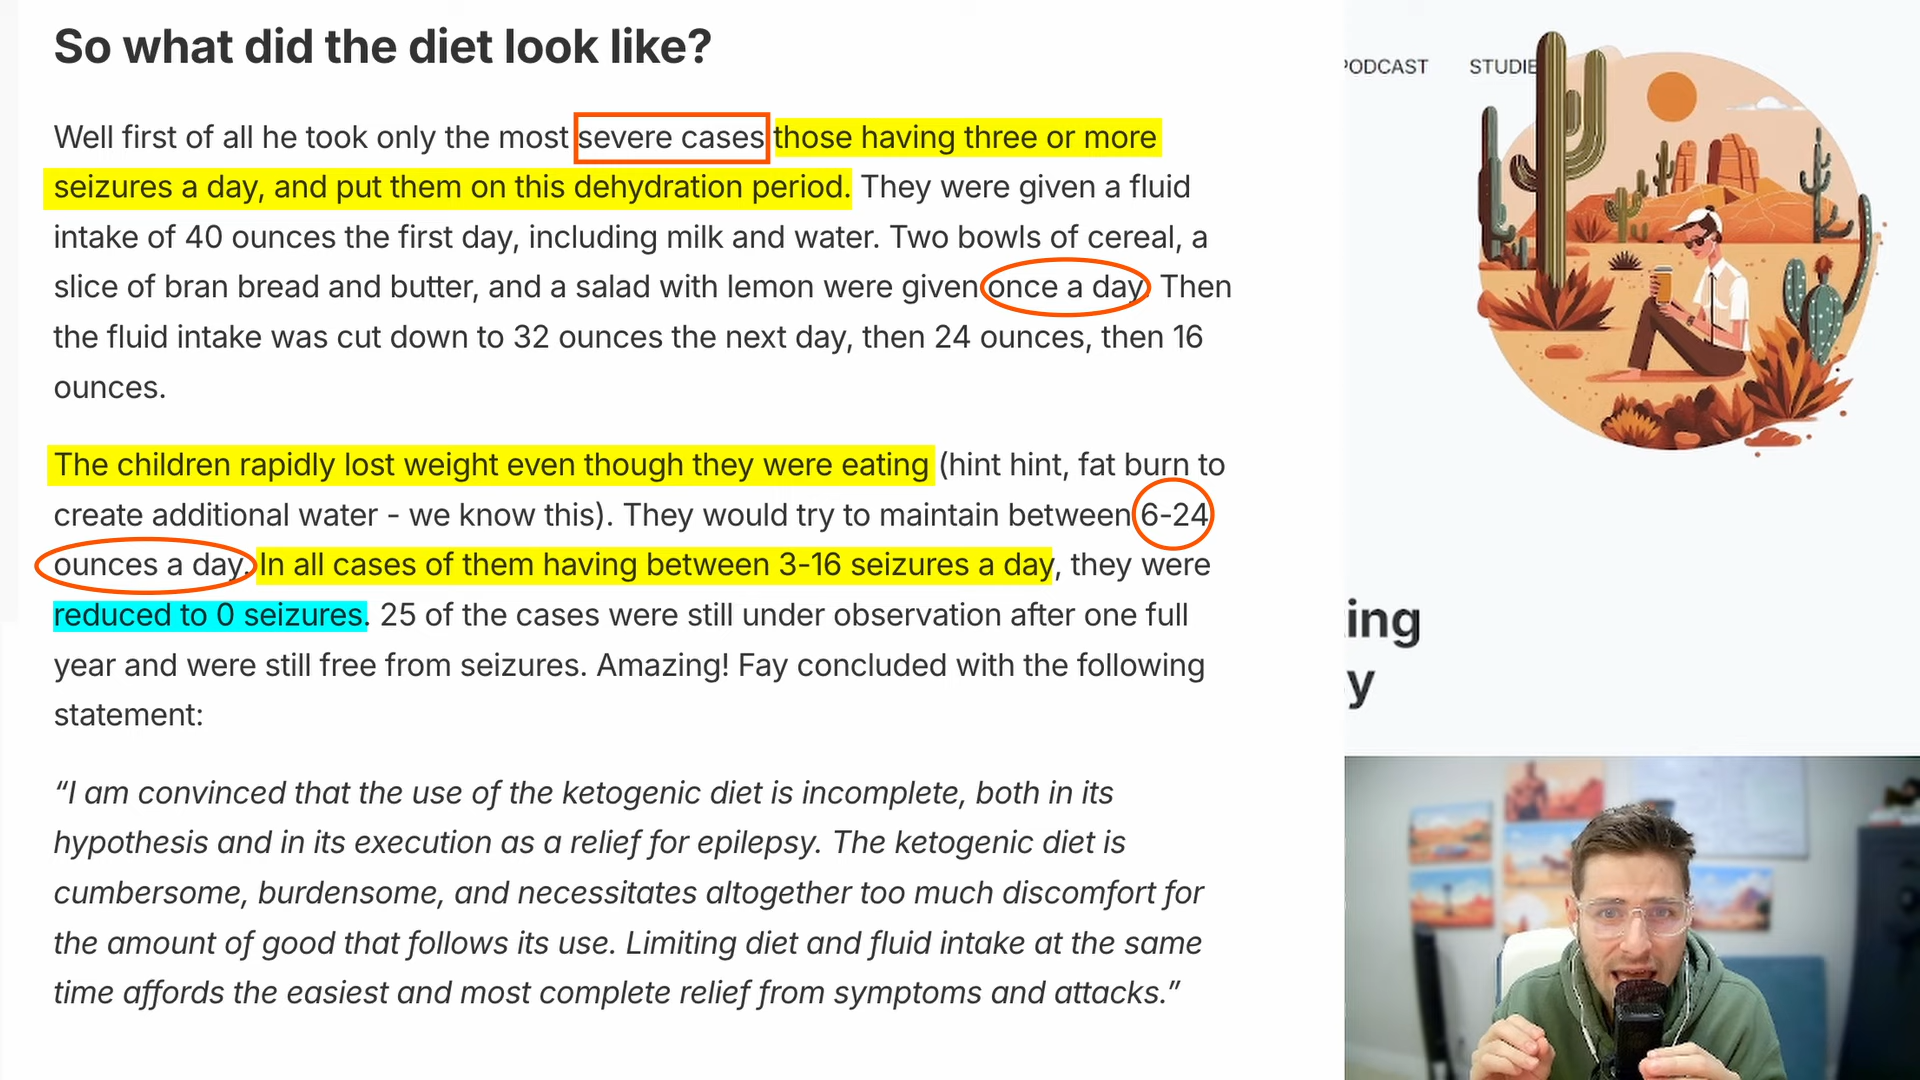 So what did the diet look like?
PODCAST STUDIE
Well first of all he took only the most severe cases those having three or more
seizures a day, and put them on this dehydration period. They were given a fluid
intake of 40 ounces the first day, including milk and water. Two bowls of cereal, a
slice of bran bread and butter, and a salad with lemon were given once a day. Then
the fluid intake was cut down to 32 ounces the next day, then 24 ounces, then 16
ounces.
The children rapidly lost weight even though they were eating (hint hint, fat burn to
create additional water - we know this). They would try to maintain between 6-24
ounces a day. In all cases of them having between 3-16 seizures a day, they were
reduced to 0 seizures. 25 of the cases were still under observation after one full
year and were still free from seizures. Amazing! Fay concluded with the following
statement:
“I am convinced that the use of the ketogenic diet is incomplete, both in its
hypothesis and in its execution as a relief for epilepsy. The ketogenic diet is
cumbersome, burdensome, and necessitates altogether too much discomfort for
the amount of good that follows its use. Limiting diet and fluid intake at the same
time affords the easiest and most complete relief from symptoms and attacks.”
ing
y